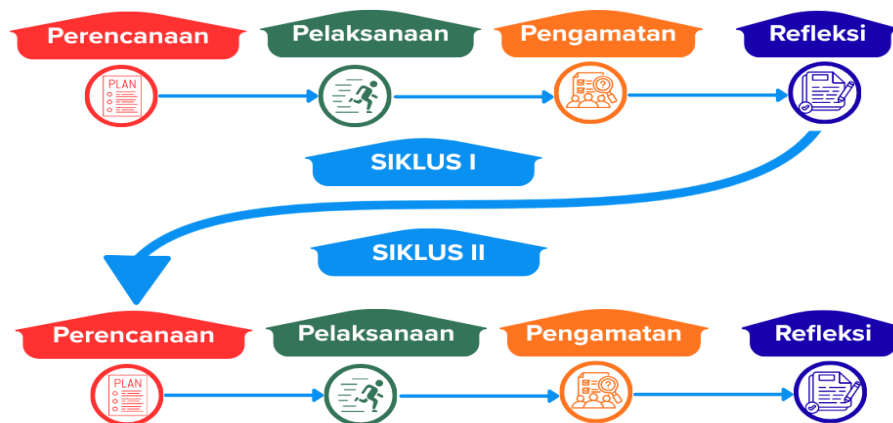 Perencanaan
Pelaksanaan
Pengamatan
Refleksi
PLAN
SIKLUS I
SIKLUS II
Perencanaan
Pelaksanaan
Pengamatan
Refleksi
PLAN